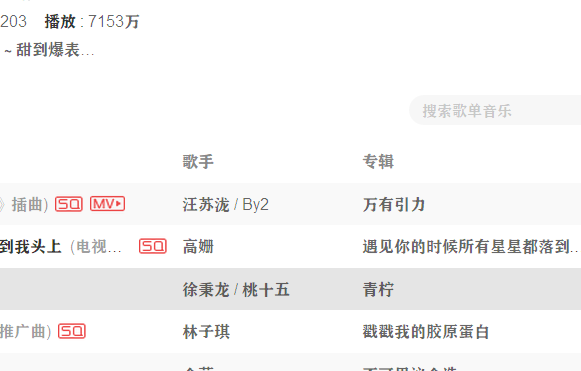 203 播放 : 7153万
~ 甜到爆表...
搜索歌单音乐
歌手 专辑
》插曲) SQ MV 汪苏泷 / By2 万有引力
到我头上 (电视... SQ 高姗 遇见你的时候所有星星都落到...
徐秉龙 / 桃十五 青柠
推广曲) SQ 林子琪 戳戳我的胶原蛋白